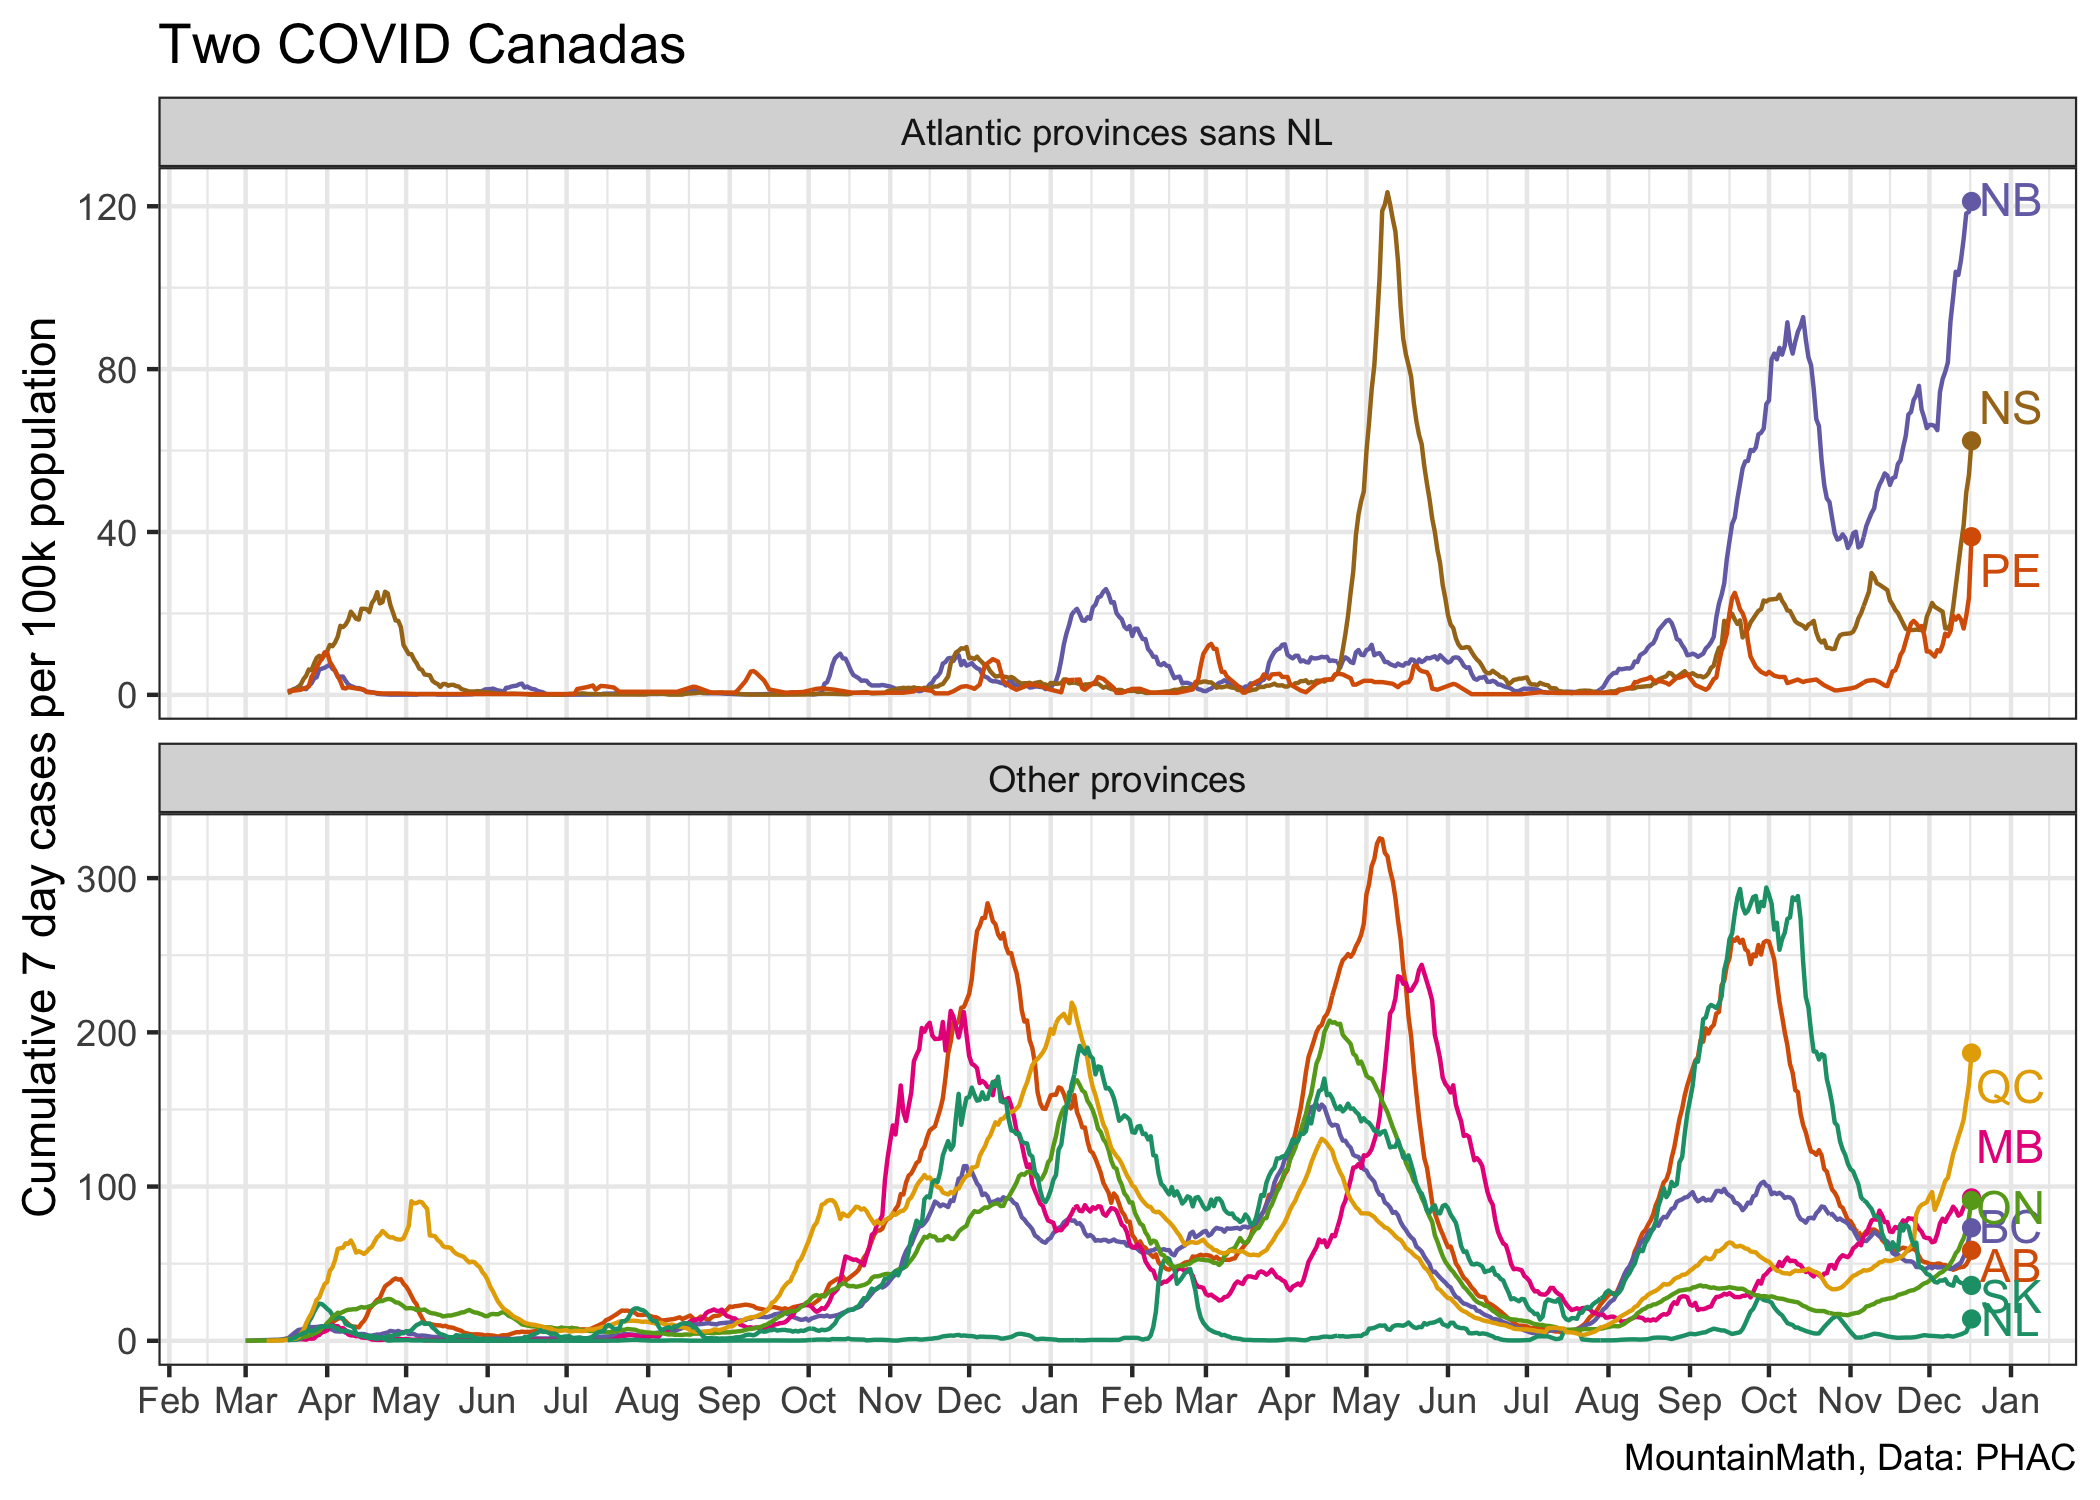 Two COVID Canadas
Atlantic provinces sans NL
120
80
40
0
NB
NS
PE
Cumulative 7 day cases per 100k population
Other provinces
300
200
100
0
QC
MB
ON
BC
AB
SK
NL
Feb Mar Apr May Jun Jul Aug Sep Oct Nov Dec Jan Feb Mar Apr May Jun Jul Aug Sep Oct Nov Dec Jan
MountainMath, Data: PHAC